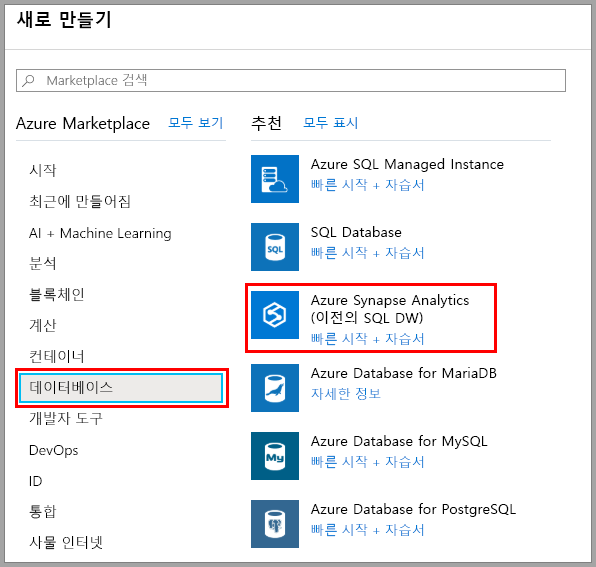 새로 만들기
Marketplace 검색
Azure Marketplace 모두 보기
시작
최근에 만들어짐
AI + Machine Learning
분석
블록체인
계산
컨테이너
데이터베이스
개발자 도구
DevOps
ID
통합
사물 인터넷
추천 모두 표시
Azure SQL Managed Instance
빠른 시작 + 자습서
SQL
SQL Database
빠른 시작 + 자습서
Azure Synapse Analytics
(이전의 SQL DW)
빠른 시작 + 자습서
Azure Database for MariaDB
자세한 정보
My
Azure Database for MySQL
빠른 시작 + 자습서
Azure Database for PostgreSQL
빠른 시작 + 자습서